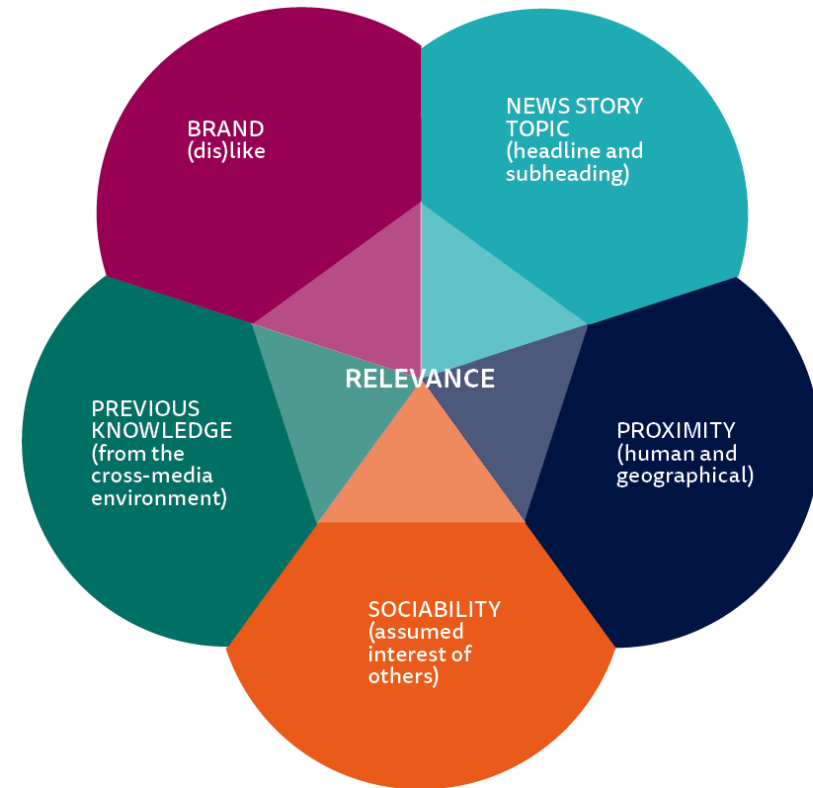 BRAND
(dis)like
NEWS STORY
TOPIC
(headline and
subheading)
RELEVANCE
PREVIOUS
KNOWLEDGE
(from the
cross-media
environment)
PROXIMITY
(human and
geographical)
SOCIABILITY
(assumed
interest of
others)